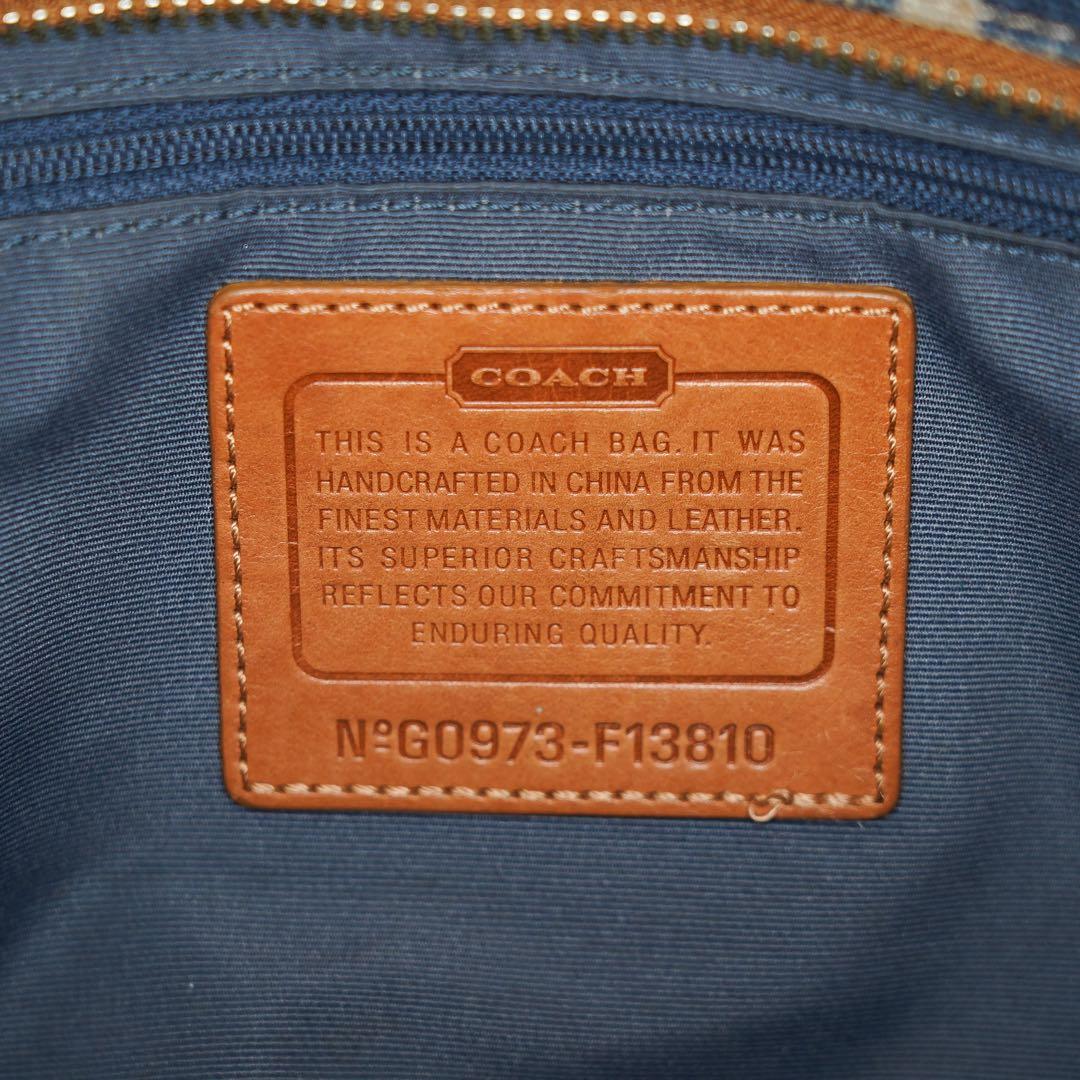 COACH
THIS IS A COACH BAG. IT WAS
HANDCRAFTED IN CHINA FROM THE
FINEST MATERIALS AND LEATHER.
ITS SUPERIOR CRAFTSMANSHIP
REFLECTS OUR COMMITMENT TO
ENDURING QUALITY.
NºG0973-F13810